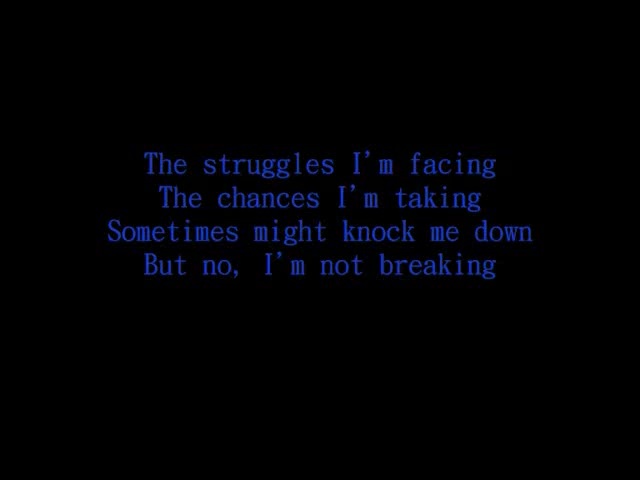 The struggles I'm facing
The chances I'm taking
Sometimes might knock me down
But no, I'm not breaking